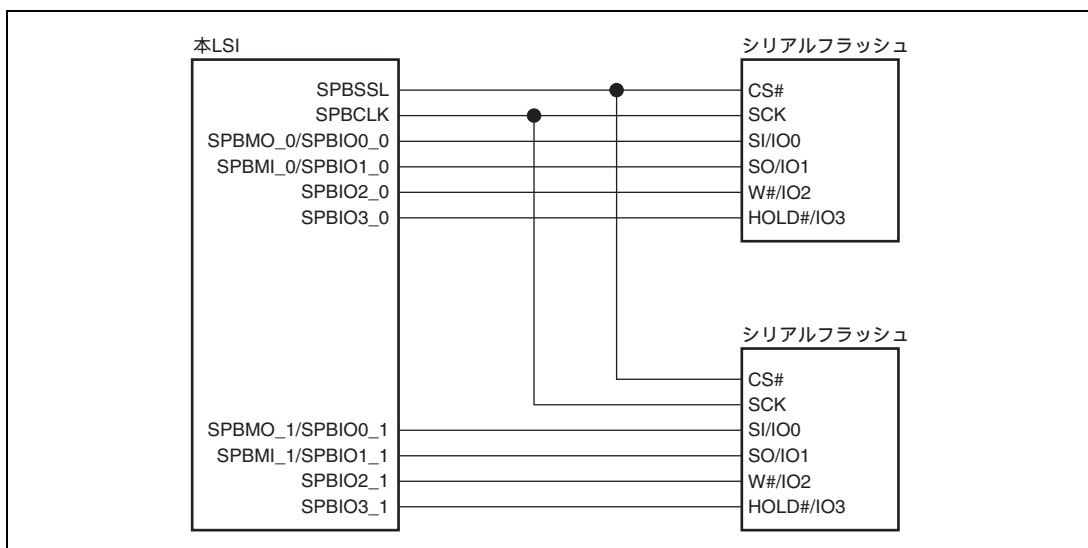 本LSI
SPBSSL
SPBCLK
SPBMO_0/SPBIO0_0
SPBMI_0/SPBIO1_0
SPBIO2_0
SPBIO3_0
シリアルフラッシュ
CS#
SCK
SI/IO0
SO/IO1
W#/IO2
HOLD#/IO3
SPBMO_1/SPBIO0_1
SPBMI_1/SPBIO1_1
SPBIO2_1
SPBIO3_1
シリアルフラッシュ
CS#
SCK
SI/IO0
SO/IO1
W#/IO2
HOLD#/IO3